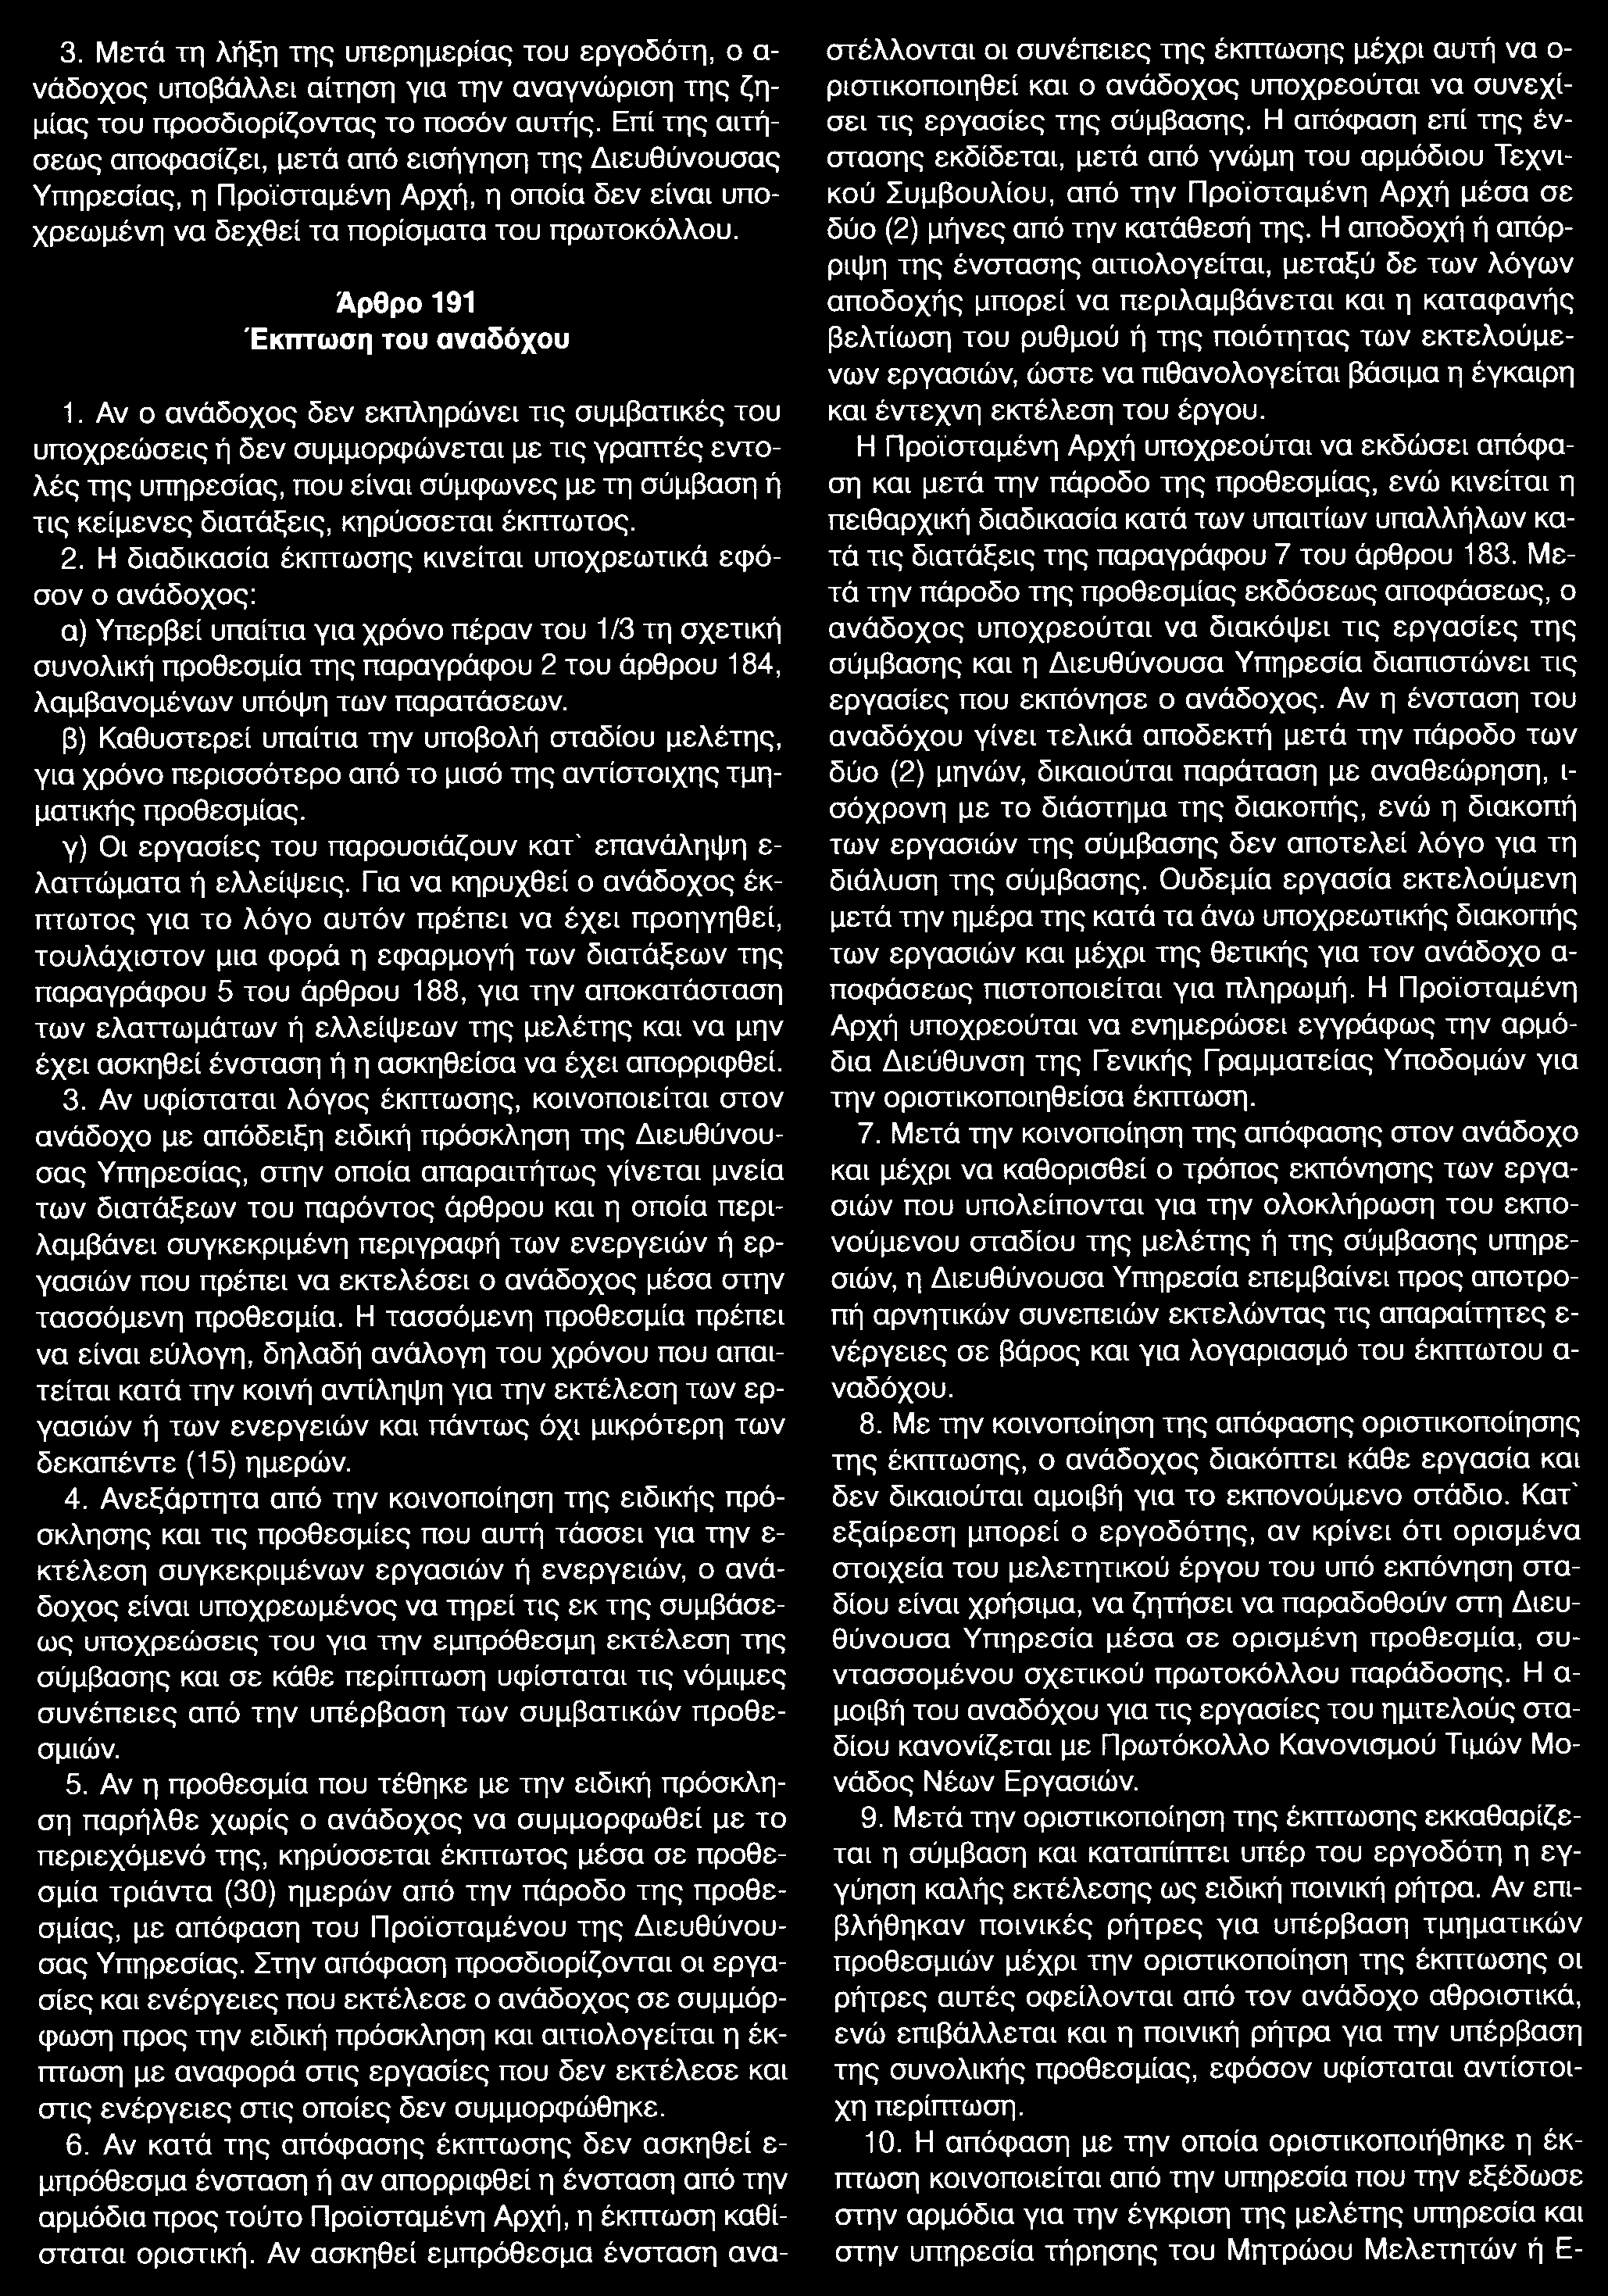 3. Μετά τη λήξη της υπερημερίας του εργοδότη, ο α-
νάδοχος υποβάλλει αίτηση για την αναγνώριση της ζη-
μίας του προσδιορίζοντας το ποσόν αυτής. Επί της αιτή-
σεως αποφασίζει, μετά από εισήγηση της Διευθύνουσας
Υπηρεσίας, η Προϊσταμένη Αρχή, η οποία δεν είναι υπο-
χρεωμένη να δεχθεί τα πορίσματα του πρωτοκόλλου.
Άρθρο 191
Έκπτωση του αναδόχου
1. Αν ο ανάδοχος δεν εκπληρώνει τις συμβατικές του
υποχρεώσεις ή δεν συμμορφώνεται με τις γραπτές εντο-
λές της υπηρεσίας, που είναι σύμφωνες με τη σύμβαση ή
τις κείμενες διατάξεις, κηρύσσεται έκπτωτος.
2. Η διαδικασία έκπτωσης κινείται υποχρεωτικά εφό-
σον ο ανάδοχος:
α) Υπερβεί υπαίτια για χρόνο πέραν του 1/3 τη σχετική
συνολική προθεσμία της παραγράφου 2 του άρθρου 184,
λαμβανομένων υπόψη των παρατάσεων.
β) Καθυστερεί υπαίτια την υποβολή σταδίου μελέτης,
για χρόνο περισσότερο από το μισό της αντίστοιχης τμη-
ματικής προθεσμίας.
γ) Οι εργασίες του παρουσιάζουν κατ` επανάληψη ε-
λαττώματα ή ελλείψεις. Για να κηρυχθεί ο ανάδοχος έκ-
πτωτος για το λόγο αυτόν πρέπει να έχει προηγηθεί,
τουλάχιστον μια φορά η εφαρμογή των διατάξεων της
παραγράφου 5 του άρθρου 188, για την αποκατάσταση
των ελαττωμάτων ή ελλείψεων της μελέτης και να μην
έχει ασκηθεί ένσταση ή η ασκηθείσα να έχει απορριφθεί.
3. Αν υφίσταται λόγος έκπτωσης, κοινοποιείται στον
ανάδοχο με απόδειξη ειδική πρόσκληση της Διευθύνου-
σας Υπηρεσίας, στην οποία απαραιτήτως γίνεται μνεία
των διατάξεων του παρόντος άρθρου και η οποία περι-
λαμβάνει συγκεκριμένη περιγραφή των ενεργειών ή ερ-
γασιών που πρέπει να εκτελέσει ο ανάδοχος μέσα στην
τασσόμενη προθεσμία. Η τασσόμενη προθεσμία πρέπει
να είναι εύλογη, δηλαδή ανάλογη του χρόνου που απαι-
τείται κατά την κοινή αντίληψη για την εκτέλεση των ερ-
γασιών ή των ενεργειών και πάντως όχι μικρότερη των
δεκαπέντε (15) ημερών.
4. Ανεξάρτητα από την κοινοποίηση της ειδικής πρό-
σκλησης και τις προθεσμίες που αυτή τάσσει για την ε-
κτέλεση συγκεκριμένων εργασιών ή ενεργειών, ο ανά-
δοχος είναι υποχρεωμένος να τηρεί τις εκ της συμβάσε-
ως υποχρεώσεις του για την εμπρόθεσμη εκτέλεση της
σύμβασης και σε κάθε περίπτωση υφίσταται τις νόμιμες
συνέπειες από την υπέρβαση των συμβατικών προθε-
σμιών.
5. Αν η προθεσμία που τέθηκε με την ειδική πρόσκλη-
ση παρήλθε χωρίς ο ανάδοχος να συμμορφωθεί με το
περιεχόμενό της, κηρύσσεται έκπτωτος μέσα σε προθε-
σμία τριάντα (30) ημερών από την πάροδο της προθε-
σμίας, με απόφαση του Προϊσταμένου της Διευθύνου-
σας Υπηρεσίας. Στην απόφαση προσδιορίζονται οι εργα-
σίες και ενέργειες που εκτέλεσε ο ανάδοχος σε συμμόρ-
φωση προς την ειδική πρόσκληση και αιτιολογείται η έκ-
πτωση με αναφορά στις εργασίες που δεν εκτέλεσε και
στις ενέργειες στις οποίες δεν συμμορφώθηκε.
6. Αν κατά της απόφασης έκπτωσης δεν ασκηθεί ε-
μπρόθεσμα ένσταση ή αν απορριφθεί η ένσταση από την
αρμόδια προς τούτο Προϊσταμένη Αρχή, η έκπτωση καθί-
σταται οριστική. Αν ασκηθεί εμπρόθεσμα ένσταση ανα-
στέλλονται οι συνέπειες της έκπτωσης μέχρι αυτή να ο-
ριστικοποιηθεί και ο ανάδοχος υποχρεούται να συνεχί-
σει τις εργασίες της σύμβασης. Η απόφαση επί της έν-
στασης εκδίδεται, μετά από γνώμη του αρμόδιου Τεχνι-
κού Συμβουλίου, από την Προϊσταμένη Αρχή μέσα σε
δύο (2) μήνες από την κατάθεσή της. Η αποδοχή ή απόρ-
ριψη της ένστασης αιτιολογείται, μεταξύ δε των λόγων
αποδοχής μπορεί να περιλαμβάνεται και η καταφανής
βελτίωση του ρυθμού ή της ποιότητας των εκτελούμε-
νων εργασιών, ώστε να πιθανολογείται βάσιμα η έγκαιρη
και έντεχνη εκτέλεση του έργου.
Η Προϊσταμένη Αρχή υποχρεούται να εκδώσει απόφα-
ση και μετά την πάροδο της προθεσμίας, ενώ κινείται η
πειθαρχική διαδικασία κατά των υπαιτίων υπαλλήλων κα-
τά τις διατάξεις της παραγράφου 7 του άρθρου 183. Με-
τά την πάροδο της προθεσμίας εκδόσεως αποφάσεως, ο
ανάδοχος υποχρεούται να διακόψει τις εργασίες της
σύμβασης και η Διευθύνουσα Υπηρεσία διαπιστώνει τις
εργασίες που εκπόνησε ο ανάδοχος. Αν η ένσταση του
αναδόχου γίνει τελικά αποδεκτή μετά την πάροδο των
δύο (2) μηνών, δικαιούται παράταση με αναθεώρηση, ι-
σόχρονη με το διάστημα της διακοπής, ενώ η διακοπή
των εργασιών της σύμβασης δεν αποτελεί λόγο για τη
διάλυση της σύμβασης. Ουδεμία εργασία εκτελούμενη
μετά την ημέρα της κατά τα άνω υποχρεωτικής διακοπής
των εργασιών και μέχρι της θετικής για τον ανάδοχο α-
ποφάσεως πιστοποιείται για πληρωμή. Η Προϊσταμένη
Αρχή υποχρεούται να ενημερώσει εγγράφως την αρμό-
δια Διεύθυνση της Γενικής Γραμματείας Υποδομών για
την οριστικοποιηθείσα έκπτωση.
7. Μετά την κοινοποίηση της απόφασης στον ανάδοχο
και μέχρι να καθορισθεί ο τρόπος εκπόνησης των εργα-
σιών που υπολείπονται για την ολοκλήρωση του εκπο-
νούμενου σταδίου της μελέτης ή της σύμβασης υπηρε-
σιών, η Διευθύνουσα Υπηρεσία επεμβαίνει προς αποτρο-
πή αρνητικών συνεπειών εκτελώντας τις απαραίτητες ε-
νέργειες σε βάρος και για λογαριασμό του έκπτωτου α-
ναδόχου.
8. Με την κοινοποίηση της απόφασης οριστικοποίησης
της έκπτωσης, ο ανάδοχος διακόπτει κάθε εργασία και
δεν δικαιούται αμοιβή για το εκπονούμενο στάδιο. Κατ`
εξαίρεση μπορεί ο εργοδότης, αν κρίνει ότι ορισμένα
στοιχεία του μελετητικού έργου του υπό εκπόνηση στα-
δίου είναι χρήσιμα, να ζητήσει να παραδοθούν στη Διευ-
θύνουσα Υπηρεσία μέσα σε ορισμένη προθεσμία, συ-
ντασσομένου σχετικού πρωτοκόλλου παράδοσης. Η α-
μοιβή του αναδόχου για τις εργασίες του ημιτελούς στα-
δίου κανονίζεται με Πρωτόκολλο Κανονισμού Τιμών Μο-
νάδος Νέων Εργασιών.
9. Μετά την οριστικοποίηση της έκπτωσης εκκαθαρίζε-
ται η σύμβαση και καταπίπτει υπέρ του εργοδότη η εγ-
γύηση καλής εκτέλεσης ως ειδική ποινική ρήτρα. Αν επι-
βλήθηκαν ποινικές ρήτρες για υπέρβαση τμηματικών
προθεσμιών μέχρι την οριστικοποίηση της έκπτωσης οι
ρήτρες αυτές οφείλονται από τον ανάδοχο αθροιστικά,
ενώ επιβάλλεται και η ποινική ρήτρα για την υπέρβαση
της συνολικής προθεσμίας, εφόσον υφίσταται αντίστοι-
χη περίπτωση.
10. Η απόφαση με την οποία οριστικοποιήθηκε η έκ-
πτωση κοινοποιείται από την υπηρεσία που την εξέδωσε
στην αρμόδια για την έγκριση της μελέτης υπηρεσία και
στην υπηρεσία τήρησης του Μητρώου Μελετητών ή Ε-